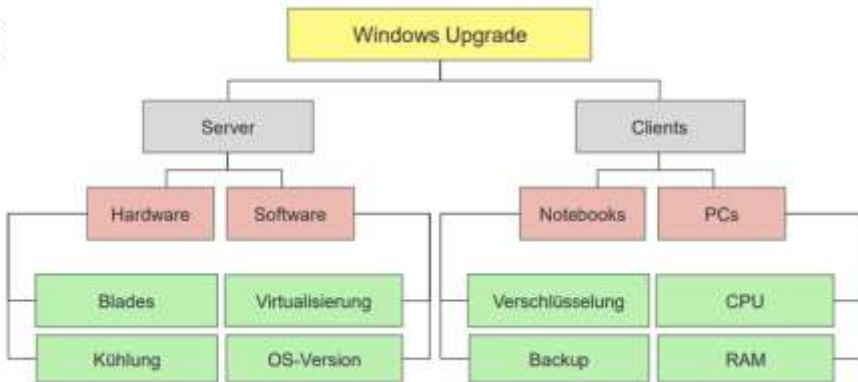 Windows Upgrade
Server
Clients
Hardware
Software
Notebooks
PCs
Blades
Virtualisierung
Verschlüsselung
CPU
Kühlung
OS-Version
Backup
RAM